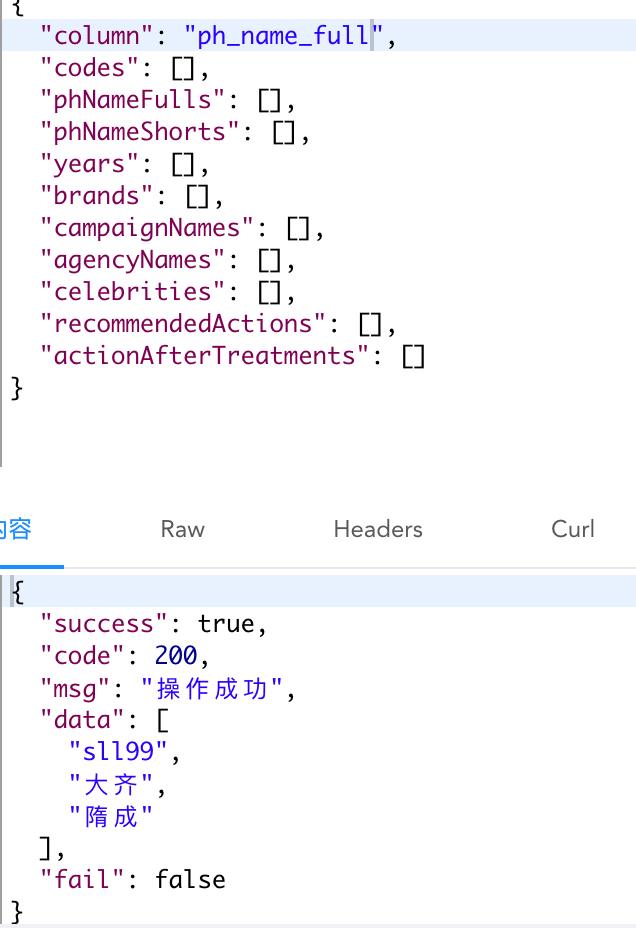 {
"column": "ph_name_full",
"codes": [],
"phNameFulls": [],
"phNameShorts": [],
"years": [],
"brands": [],
"campaignNames": [],
"agencyNames": [],
"celebrities": [],
"recommendedActions": [],
"actionAfterTreatments": []
}
内容 Raw Headers Curl
{
"success": true,
"code": 200,
"msg": "操作成功",
"data": [
"sll99",
"大齐",
"隋成"
],
"fail": false
}